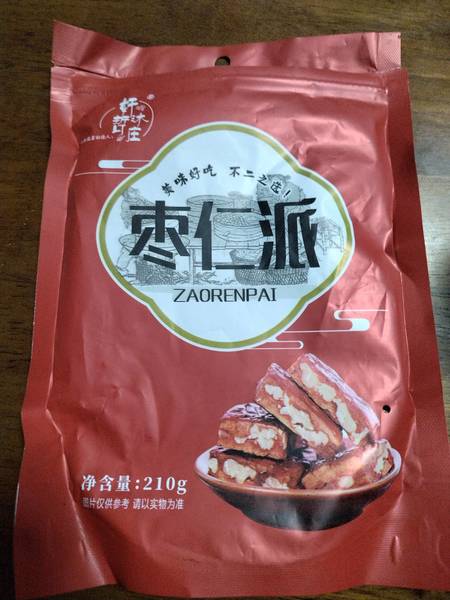 美味好吃 不二之选！
枣仁派
ZAORENPAI
净含量:210g
图片仅供参考 请以实物为准